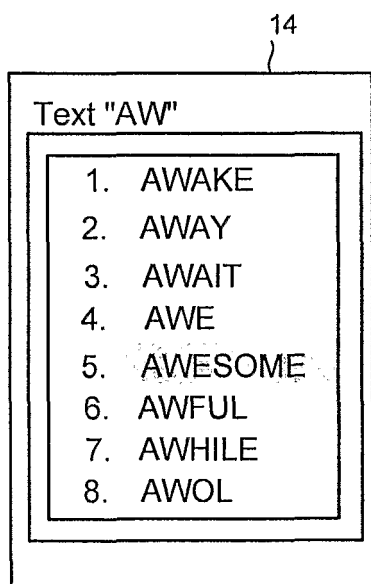 14
Text "AW"
1. AWAKE
2. AWAY
3. AWAIT
4. AWE
5. AWESOME
6. AWFUL
7. AWHILE
8. AWOL